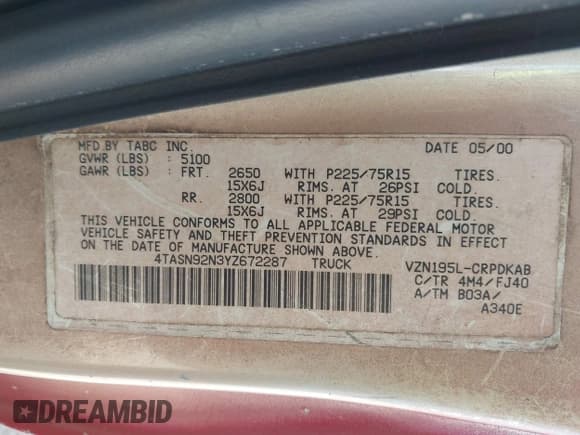 MFD.BY TABC INC. DATE 05/00
GVWR (LBS) : 5100
GAWR (LBS) : FRT. 2650 WITH P225/75R15 TIRES.
15X6J RIMS. AT 26PSI COLD.
RR. 2800 WITH P225/75R15 TIRES.
15X6J RIMS. AT 29PSI COLD.
THIS VEHICLE CONFORMS TO ALL APPLICABLE FEDERAL MOTOR
VEHICLE SAFETY AND THEFT PREVENTION STANDARDS IN EFFECT
ON THE DATE OF MANUFACTURE SHOWN ABOVE.
4TASN92N3YZ672287 TRUCK VZN195L-CRPDKAB
C/TR 4M4/FJ40
A/TM B03A/
A340E
DREAMBID